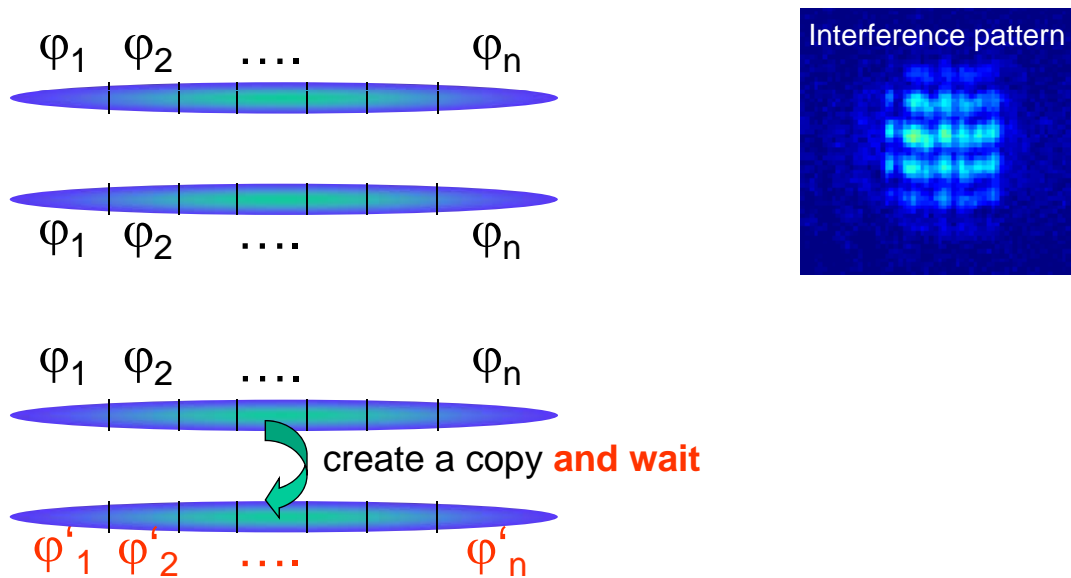 φ1 φ2 …. φn
Interference pattern
φ1 φ2 …. φn
φ1 φ2 …. φn
create a copy and wait
φ‘1 φ‘2 …. φ‘n